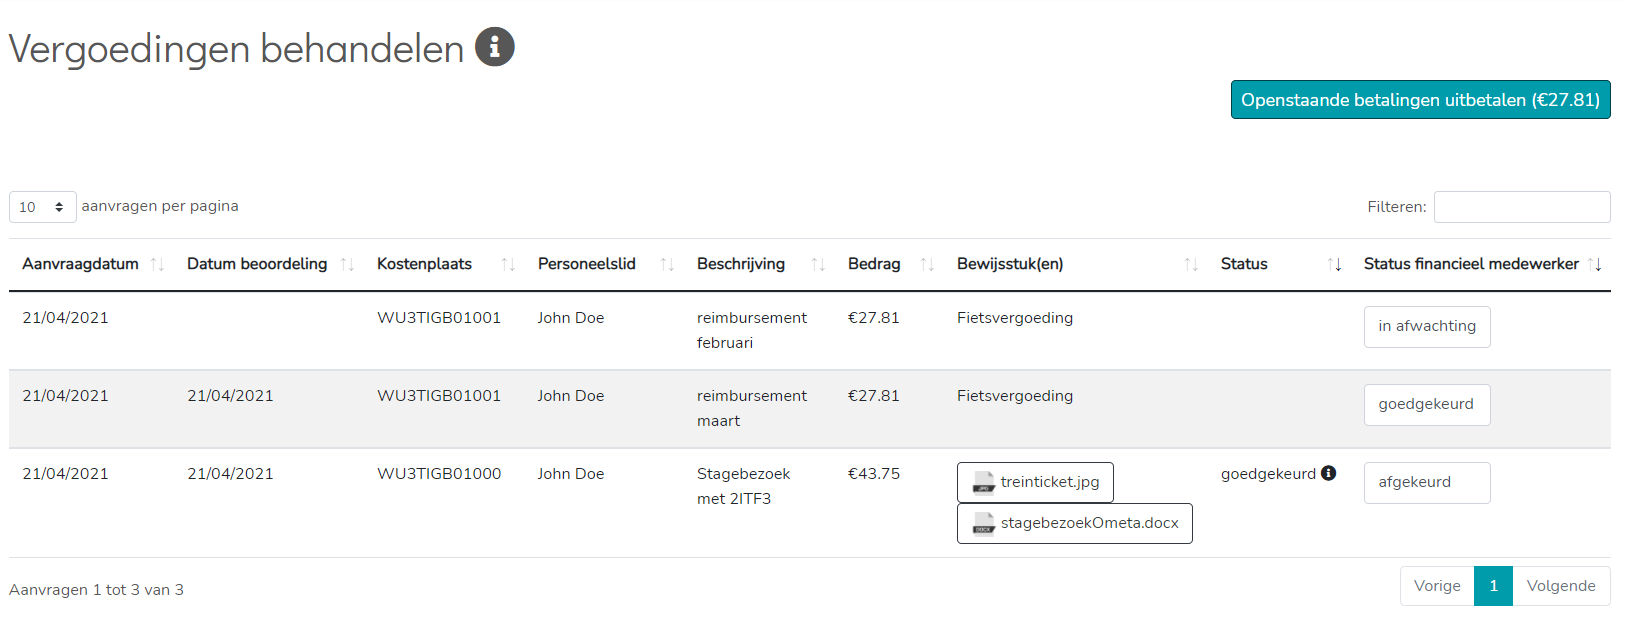 Vergoedingen behandelen
Openstaande betalingen uitbetalen (€27.81)
10 aanvragen per pagina Filteren:
Aanvraagdatum Datum beoordeling Kostenplaats Personeelslid Beschrijving Bedrag Bewijsstuk(en) Status Status financieel medewerker
21/04/2021 WU3TIGB01001 John Doe reimbursement €27.81 Fietsvergoeding in afwachting
februari
21/04/2021 21/04/2021 WU3TIGB01001 John Doe reimbursement €27.81 Fietsvergoeding goedgekeurd
maart
21/04/2021 21/04/2021 WU3TIGB01000 John Doe Stagebezoek €43.75 JPG treinticket.jpg goedgekeurd afgekeurd
met 2ITF3 DOCX stagebezoekOmeta.docx
Aanvragen 1 tot 3 van 3 Vorige 1 Volgende